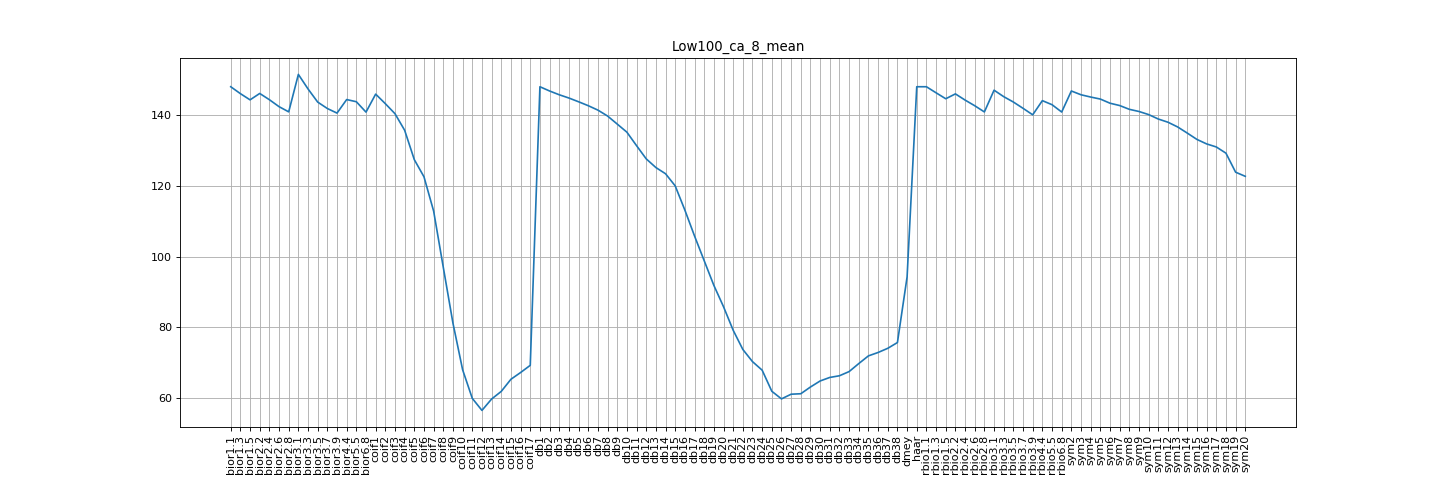 Low100_ca_8_mean
140
120
100
80
60
bior1.1
bior1.3
bior1.5
bior2.2
bior2.4
bior2.6
bior2.8
bior3.1
bior3.3
bior3.5
bior3.7
bior3.9
bior4.4
bior5.5
bior6.8
coif1
coif2
coif3
coif4
coif5
coif6
coif7
coif8
coif9
coif10
coif11
coif12
coif13
coif14
coif15
coif16
coif17
db1
db2
db3
db4
db5
db6
db7
db8
db9
db10
db11
db12
db13
db14
db15
db16
db17
db18
db19
db20
db21
db22
db23
db24
db25
db26
db27
db28
db29
db30
db31
db32
db33
db34
db35
db36
db37
db38
dmey
haar
rbio1.1
rbio1.3
rbio1.5
rbio2.2
rbio2.4
rbio2.6
rbio2.8
rbio3.1
rbio3.3
rbio3.5
rbio3.7
rbio3.9
rbio4.4
rbio5.5
rbio6.8
sym2
sym3
sym4
sym5
sym6
sym7
sym8
sym9
sym10
sym11
sym12
sym13
sym14
sym15
sym16
sym17
sym18
sym19
sym20